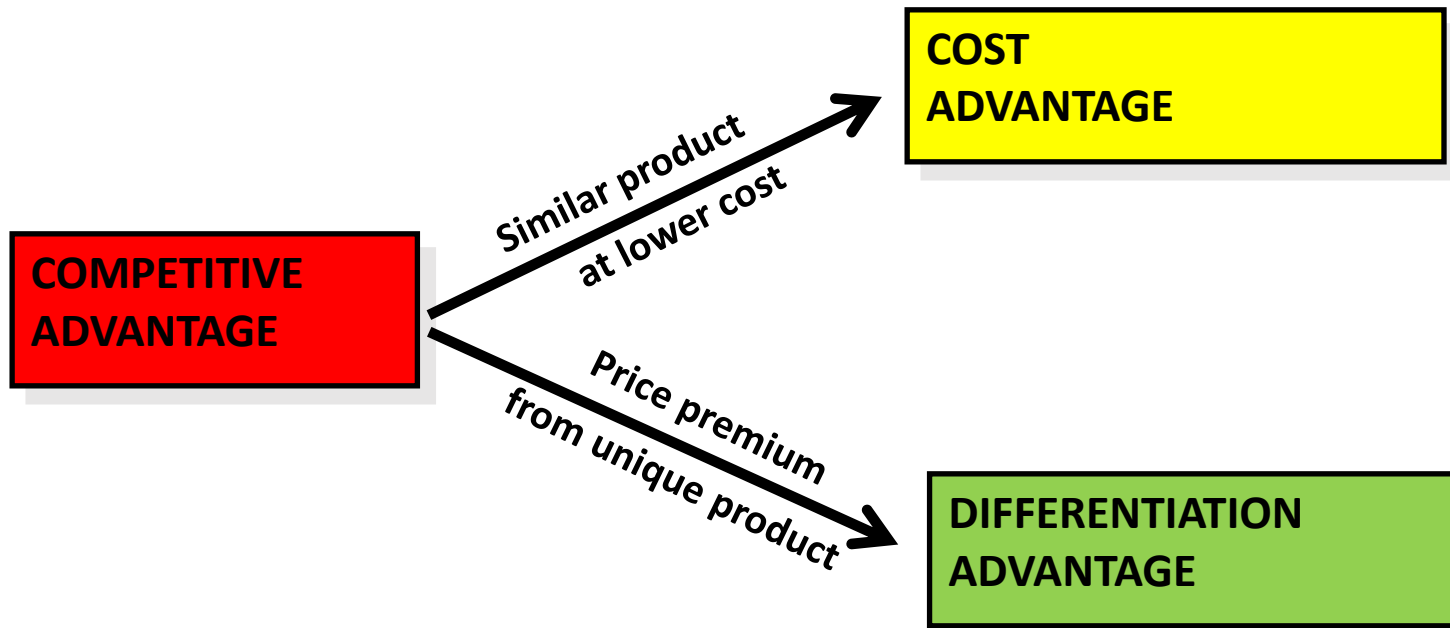 COST
ADVANTAGE
Similar product
at lower cost
COMPETITIVE
ADVANTAGE
Price premium
from unique product
DIFFERENTIATION
ADVANTAGE